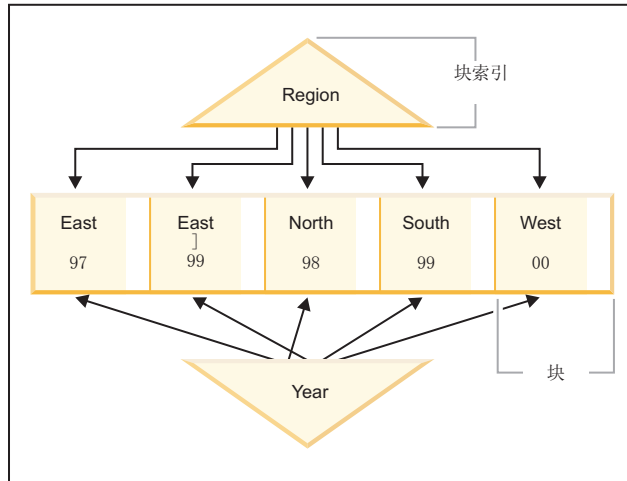 块索引
Region
East East North South West
]
97 99 98 99 00
块
Year